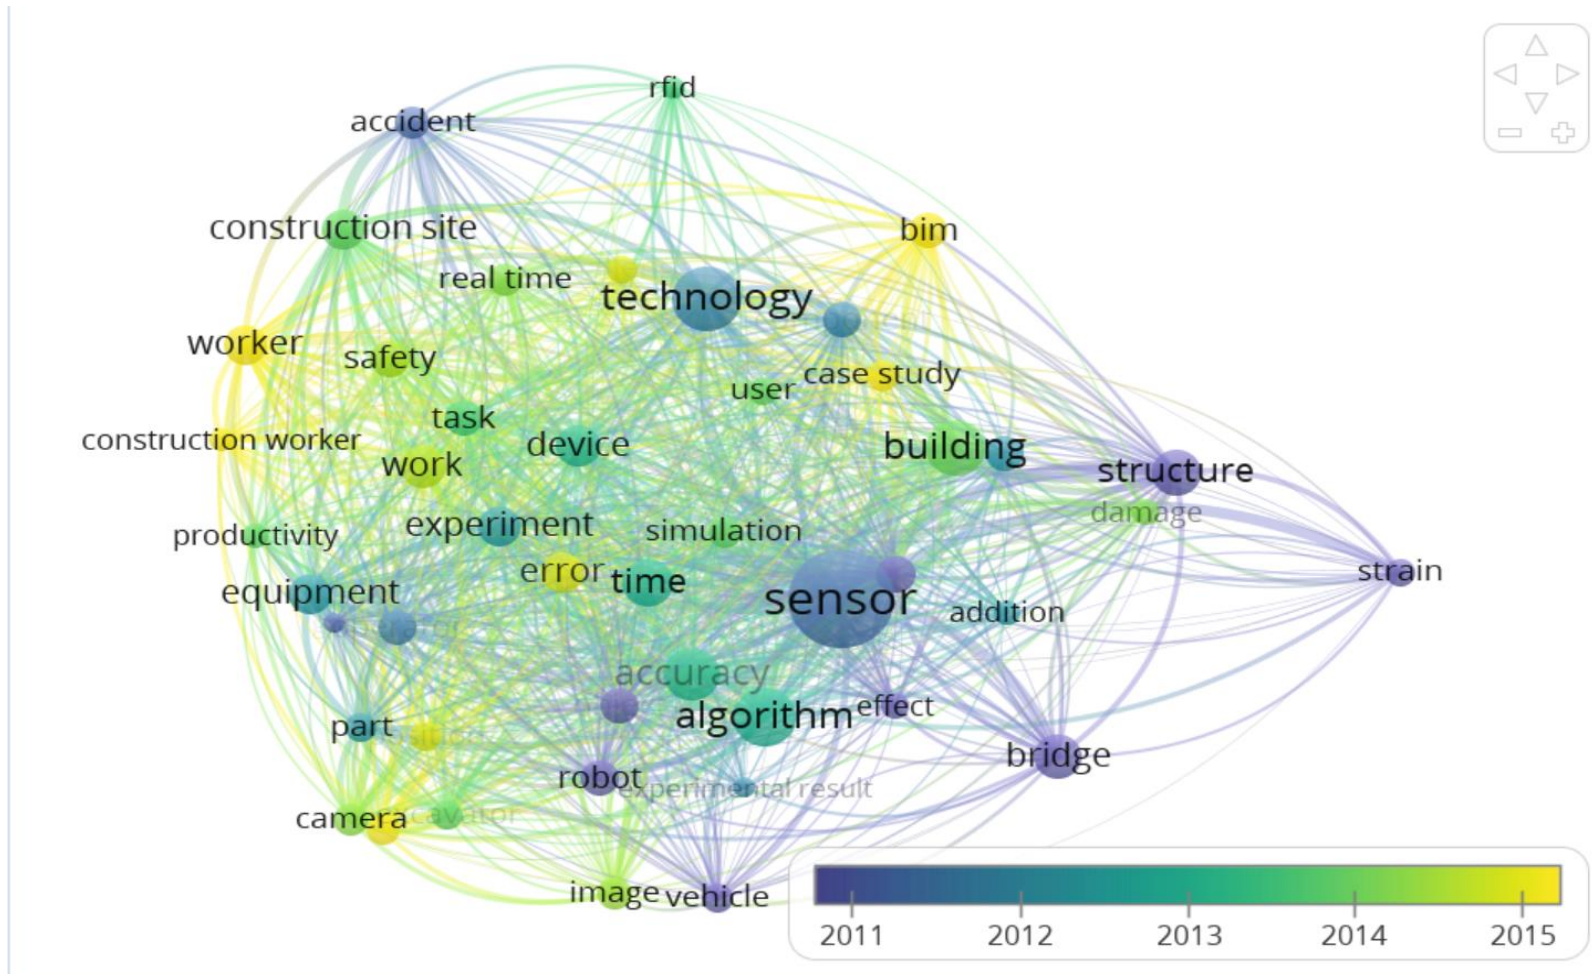 rfid
accident
construction site
bim
real time
technology
worker
safety
case study
user
task
construction worker
device
building
work
structure
damage
experiment
simulation
productivity
error
time
strain
equipment
sensor
addition
accuracy
effect
algorithm
part
bridge
robot
experimental result
camera
image
vehicle
2011
2012
2013
2014
2015